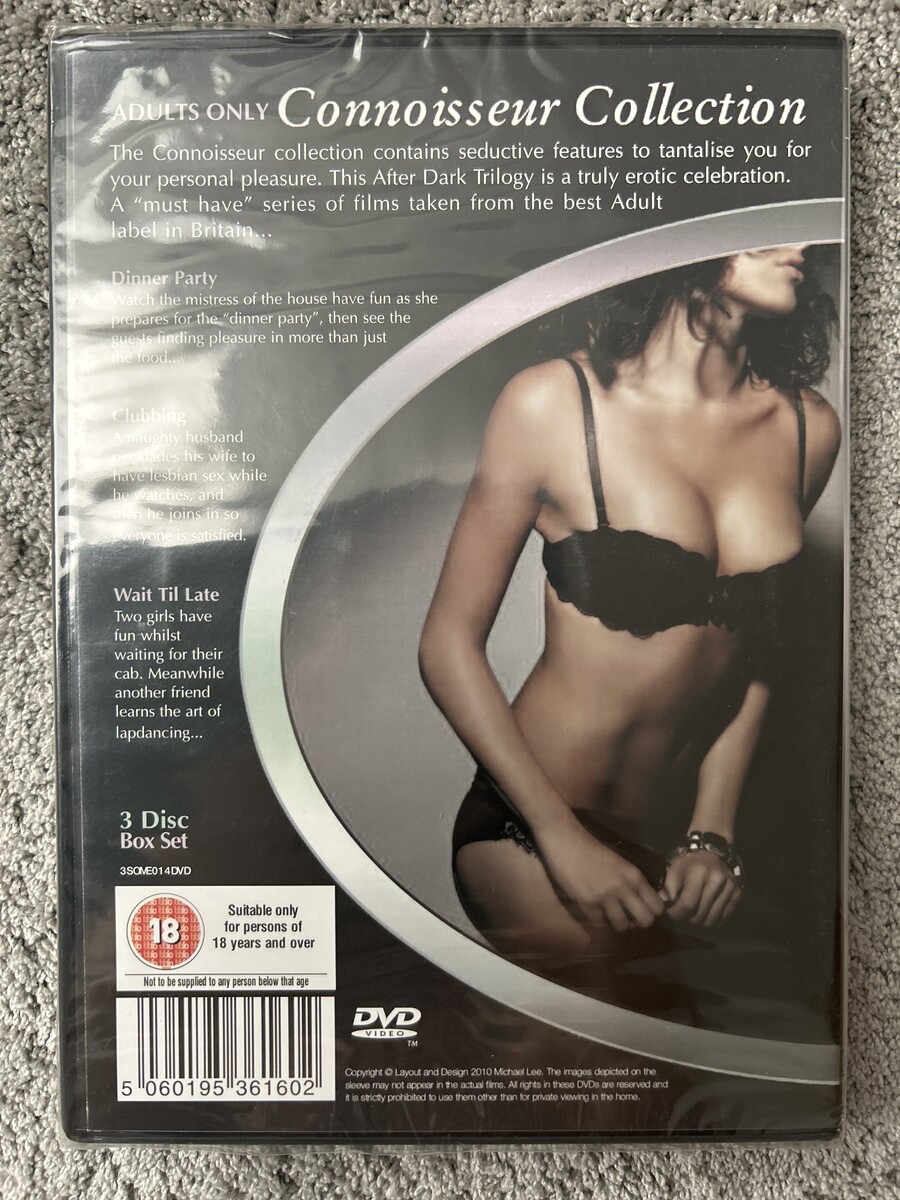 ADULTS ONLY Connoisseur Collection
The Connoisseur collection contains seductive features to tantalise you for
your personal pleasure. This After Dark Trilogy is a truly erotic celebration.
A “must have” series of films taken from the best Adult
label in Britain...
Dinner Party
Watch the mistress of the house have fun as she
prepares for the “dinner party”, then see the
guests finding pleasure in more than just
the food...
Clubbing
A naughty husband
persuades his wife to
have lesbian sex while
he watches, and
then he joins in so
everyone is satisfied.
Wait Til Late
Two girls have
fun whilst
waiting for their
cab. Meanwhile
another friend
learns the art of
lapdancing...
3 Disc
Box Set
3SOME014DVD
18
Suitable only
for persons of
18 years and over
Not to be supplied to any person below that age
5 060195 361602
DVD
VIDEO
TM
Copyright © Layout and Design 2010 Michael Lee. The images depicted on the
sleeve may not appear in the actual films. All rights in these DVDs are reserved and
it is strictly prohibited to use them other than for private viewing in the home.